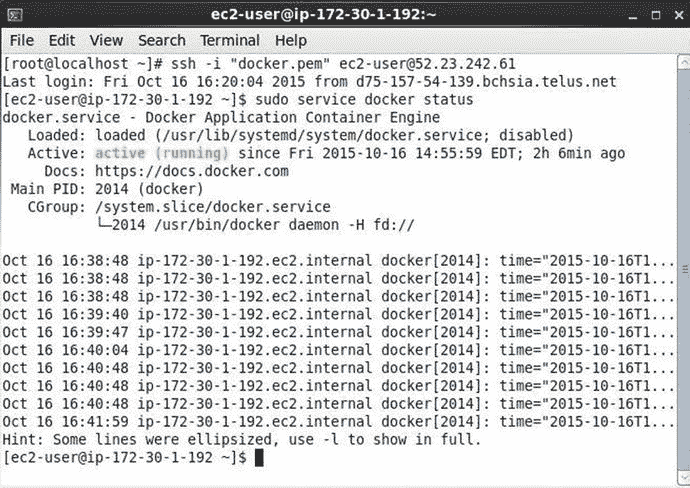 ec2-user@ip-172-30-1-192:~
File Edit View Search Terminal Help
[root@localhost ~]# ssh -i "docker.pem" ec2-user@52.23.242.61
Last login: Fri Oct 16 16:20:04 2015 from d75-157-54-139.bchsia.telus.net
[ec2-user@ip-172-30-1-192 ~]$ sudo service docker status
docker.service - Docker Application Container Engine
   Loaded: loaded (/usr/lib/systemd/system/docker.service; disabled)
   Active: active (running) since Fri 2015-10-16 14:55:59 EDT; 2h 6min ago
     Docs: https://docs.docker.com
 Main PID: 2014 (docker)
   CGroup: /system.slice/docker.service
           └─2014 /usr/bin/docker daemon -H fd://
Oct 16 16:38:48 ip-172-30-1-192.ec2.internal docker[2014]: time="2015-10-16T1...
Oct 16 16:38:48 ip-172-30-1-192.ec2.internal docker[2014]: time="2015-10-16T1...
Oct 16 16:38:48 ip-172-30-1-192.ec2.internal docker[2014]: time="2015-10-16T1...
Oct 16 16:39:40 ip-172-30-1-192.ec2.internal docker[2014]: time="2015-10-16T1...
Oct 16 16:39:47 ip-172-30-1-192.ec2.internal docker[2014]: time="2015-10-16T1...
Oct 16 16:40:04 ip-172-30-1-192.ec2.internal docker[2014]: time="2015-10-16T1...
Oct 16 16:40:48 ip-172-30-1-192.ec2.internal docker[2014]: time="2015-10-16T1...
Oct 16 16:40:48 ip-172-30-1-192.ec2.internal docker[2014]: time="2015-10-16T1...
Oct 16 16:40:48 ip-172-30-1-192.ec2.internal docker[2014]: time="2015-10-16T1...
Oct 16 16:41:59 ip-172-30-1-192.ec2.internal docker[2014]: time="2015-10-16T1...
Hint: Some lines were ellipsized, use -l to show in full.
[ec2-user@ip-172-30-1-192 ~]$